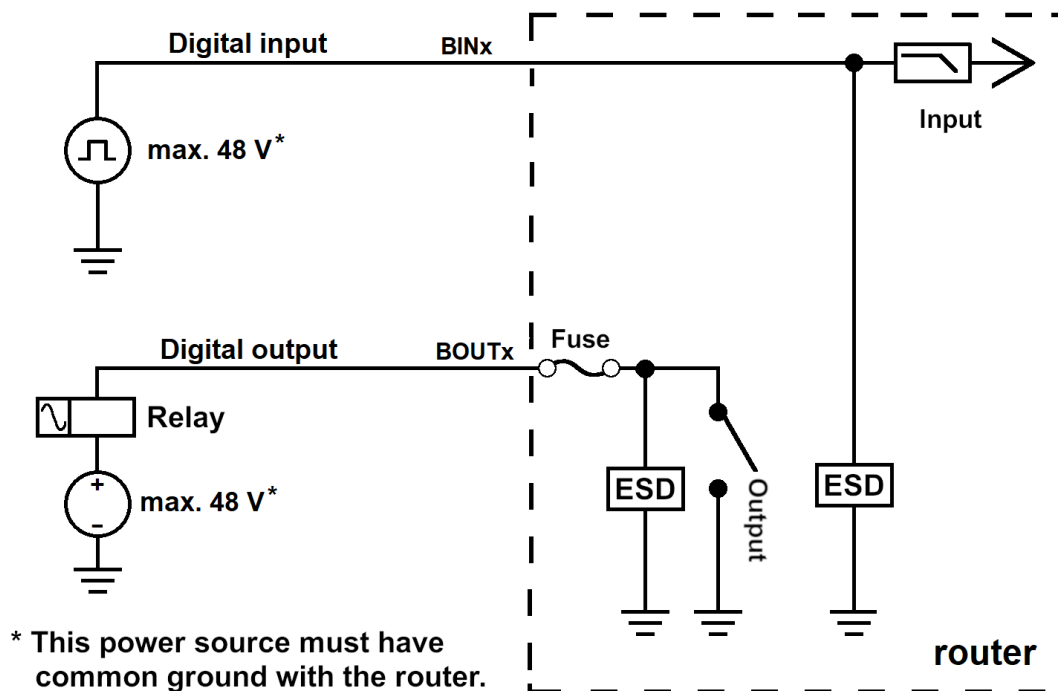 Digital input
BINx
Input
max. 48 V*
Digital output
BOUTx
Fuse
Relay
+
−
max. 48 V*
ESD
Output
ESD
* This power source must have
common ground with the router.
router